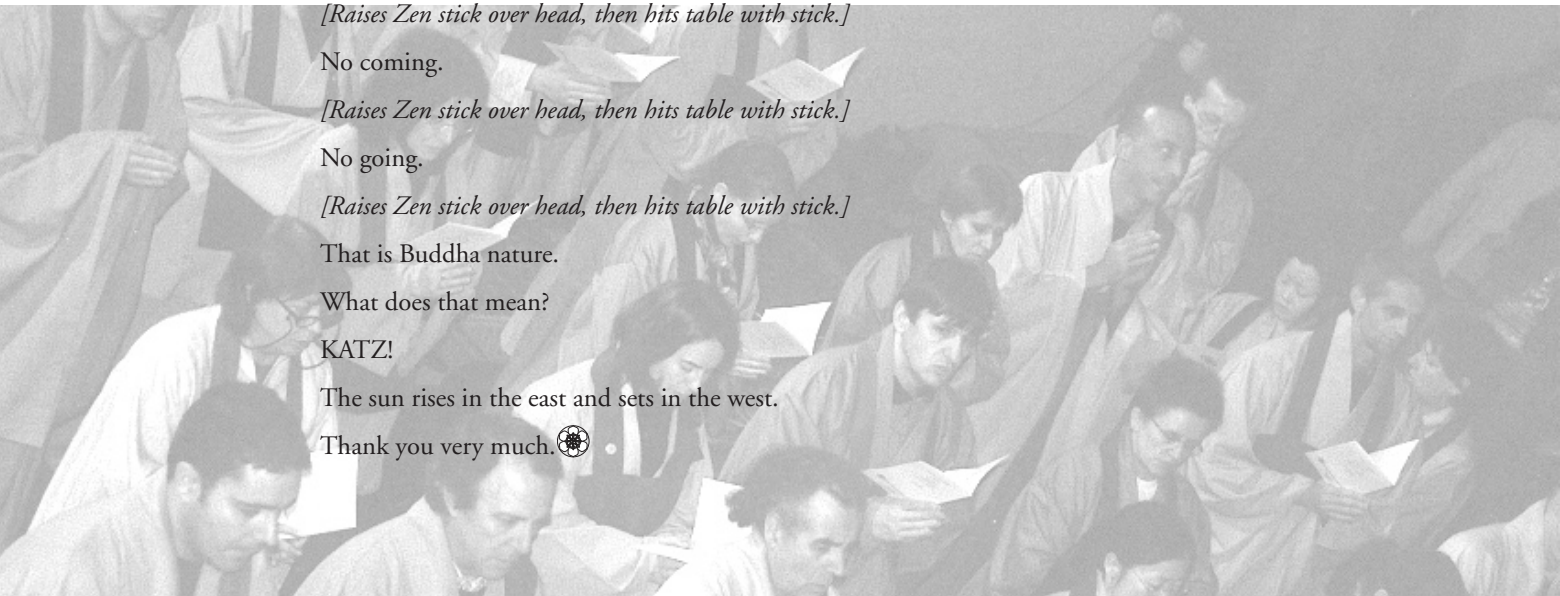 [Raises Zen stick over head, then hits table with stick.]
No coming.
[Raises Zen stick over head, then hits table with stick.]
No going.
[Raises Zen stick over head, then hits table with stick.]
That is Buddha nature.
What does that mean?
KATZ!
The sun rises in the east and sets in the west.
Thank you very much.